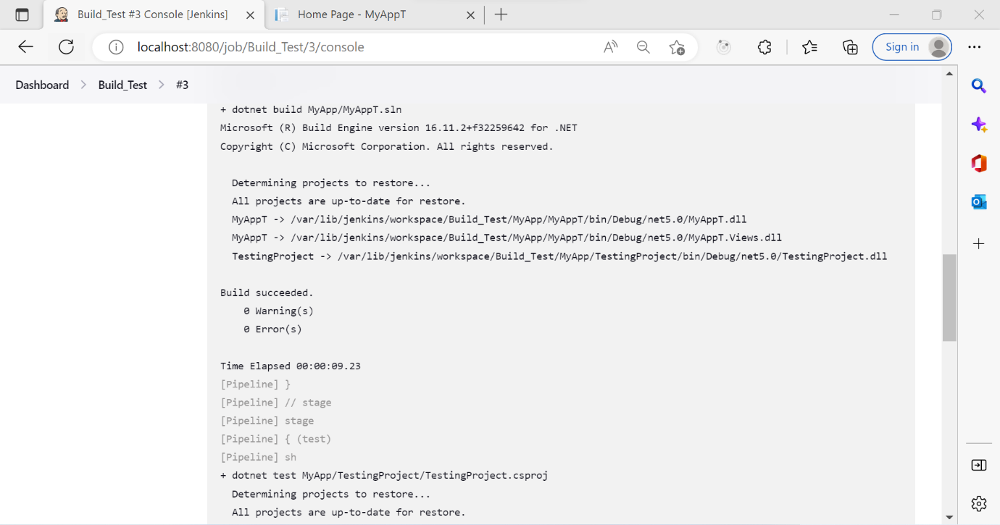 Build_Test #3 Console [Jenkins]
Home Page - MyAppT
localhost:8080/job/Build_Test/3/console
Sign in
Dashboard > Build_Test > #3
+ dotnet build MyApp/MyAppT.sln
Microsoft (R) Build Engine version 16.11.2+f32259642 for .NET
Copyright (C) Microsoft Corporation. All rights reserved.
Determining projects to restore...
All projects are up-to-date for restore.
MyAppT -> /var/lib/jenkins/workspace/Build_Test/MyApp/MyAppT/bin/Debug/net5.0/MyAppT.dll
MyAppT -> /var/lib/jenkins/workspace/Build_Test/MyApp/MyAppT/bin/Debug/net5.0/MyAppT.Views.dll
TestingProject -> /var/lib/jenkins/workspace/Build_Test/MyApp/TestingProject/bin/Debug/net5.0/TestingProject.dll
Build succeeded.
0 Warning(s)
0 Error(s)
Time Elapsed 00:00:09.23
[Pipeline] }
[Pipeline] // stage
[Pipeline] stage
[Pipeline] { (test)
[Pipeline] sh
+ dotnet test MyApp/TestingProject/TestingProject.csproj
Determining projects to restore...
All projects are up-to-date for restore.